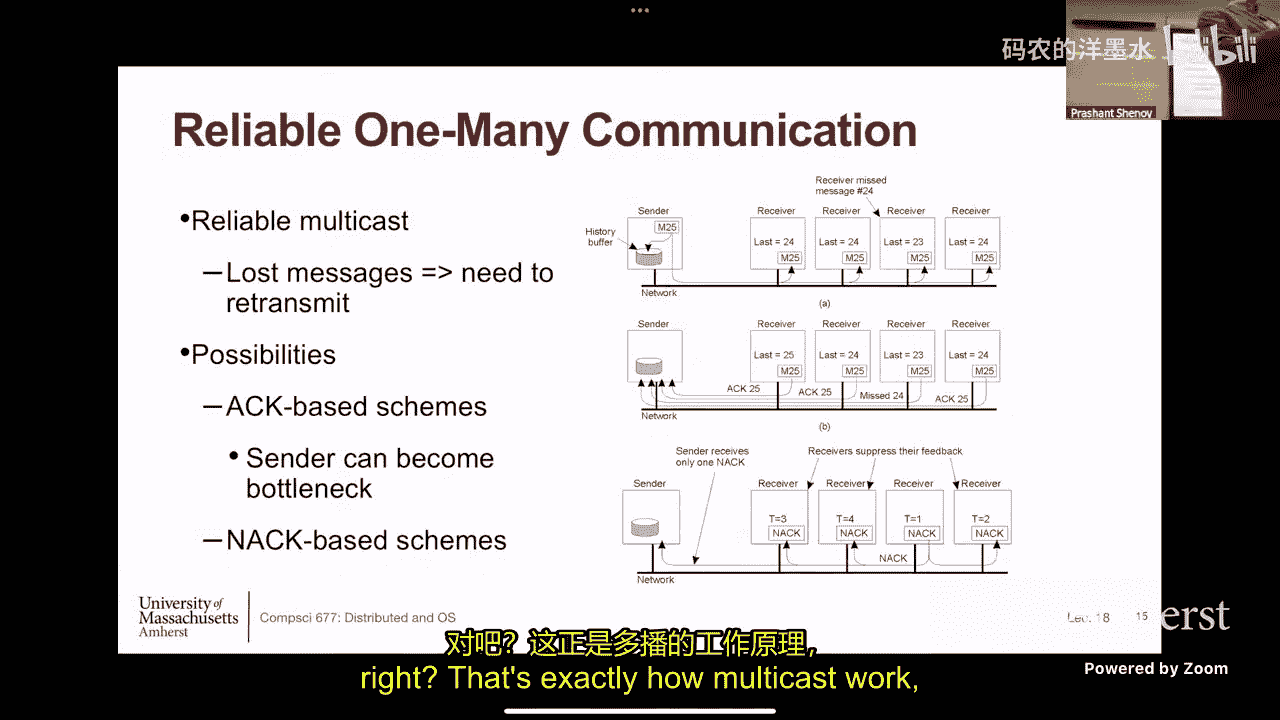 码农的洋墨水
bilibili
Prashant Shenoy
Reliable One-Many Communication
•Reliable multicast
–Lost messages => need to
retransmit
•Possibilities
–ACK-based schemes
• Sender can become
bottleneck
–NACK-based schemes
Receiver missed
message #24
Sender
Receiver
Receiver
Receiver
Receiver
History
buffer
M25
Last = 24
Last = 24
Last = 23
Last = 24
M25
M25
M25
M25
Network
(a)
Sender
Receiver
Receiver
Receiver
Receiver
Last = 25
Last = 24
Last = 23
Last = 24
M25
M25
M25
M25
ACK 25
ACK 25
Missed 24
ACK 25
Network
(b)
Sender receives
only one NACK
Receivers suppress their feedback
Sender
Receiver
Receiver
Receiver
Receiver
T=3
T=4
T=1
T=2
NACK
NACK
NACK
NACK
NACK
Network
University of
Massachusetts
Amherst
Compsci 677: Distributed and OS
Lec. 18
15
erst
对吧？这正是多播的工作原理，
right? That's exactly how multicast work,
Powered by Zoom